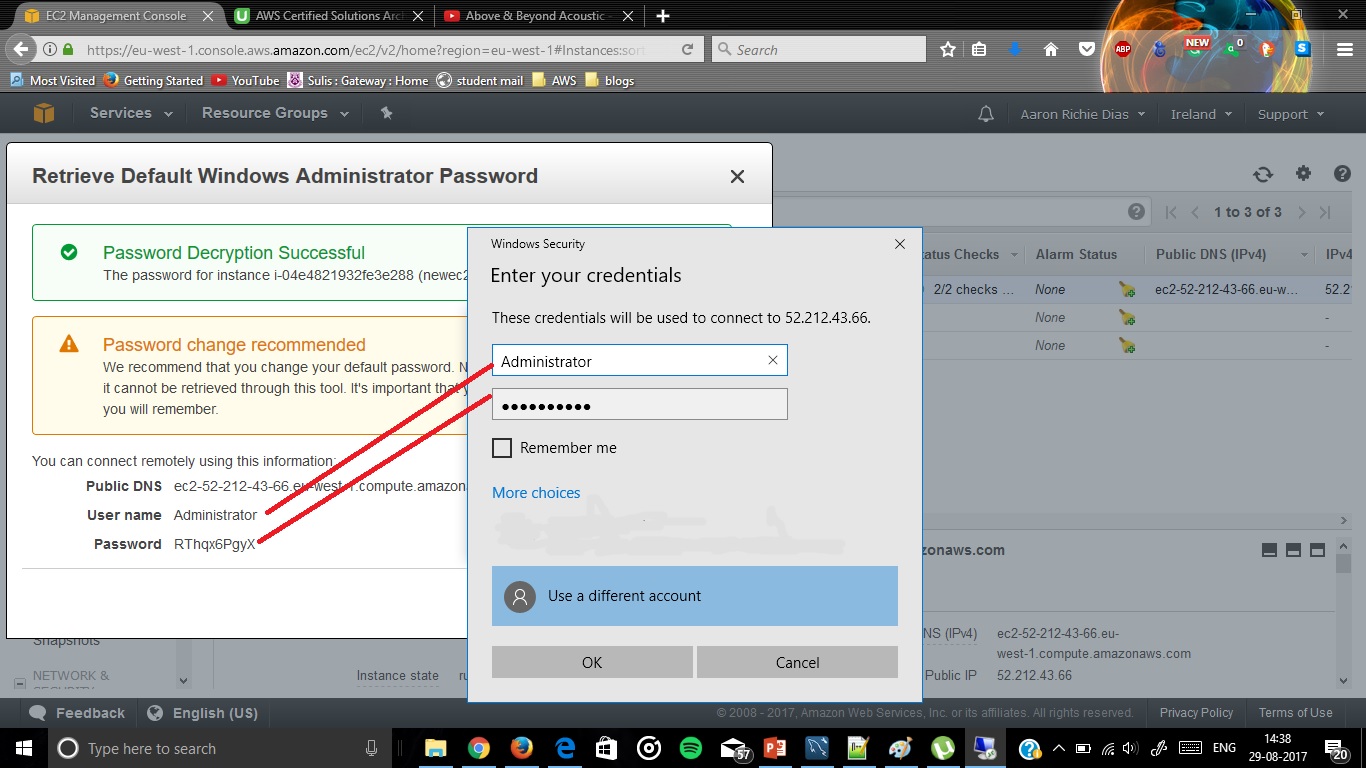 EC2 Management Console
AWS Certified Solutions Arc
Above & Beyond Acoustic -
https://eu-west-1.console.aws.amazon.com/ec2/v2/home?region=eu-west-1#Instances:sor
Search
ABP
NEW
0
Most Visited
Getting Started
YouTube
Sulis : Gateway : Home
student mail
AWS
blogs
Services
Resource Groups
Aaron Richie Dias
Ireland
Support
Retrieve Default Windows Administrator Password
1 to 3 of 3
Password Decryption Successful
The password for instance i-04e4821932fe3e288 (newec2
Windows Security
Enter your credentials
These credentials will be used to connect to 52.212.43.66.
Administrator
Remember me
More choices
Use a different account
OK
Cancel
atus Checks
Alarm Status
Public DNS (IPv4)
IPv4
2/2 checks ...
None
ec2-52-212-43-66.eu-w...
52.2
None
-
None
-
Password change recommended
We recommend that you change your default password. N
it cannot be retrieved through this tool. It's important that y
you will remember.
You can connect remotely using this information:
Public DNS
ec2-52-212-43-66.eu-west-1.compute.amazon
User name
Administrator
Password
RThqx6PgyX
zonaws.com
NS (IPv4)
ec2-52-212-43-66.eu-
west-1.compute.amazonaws.com
Public IP
52.212.43.66
Snapshots
NETWORK &
SECURITY
Instance state
ru
Feedback
English (US)
© 2008 - 2017, Amazon Web Services, Inc. or its affiliates. All rights reserved.
Privacy Policy
Terms of Use
Type here to search
57
ENG
14:38
29-08-2017
20